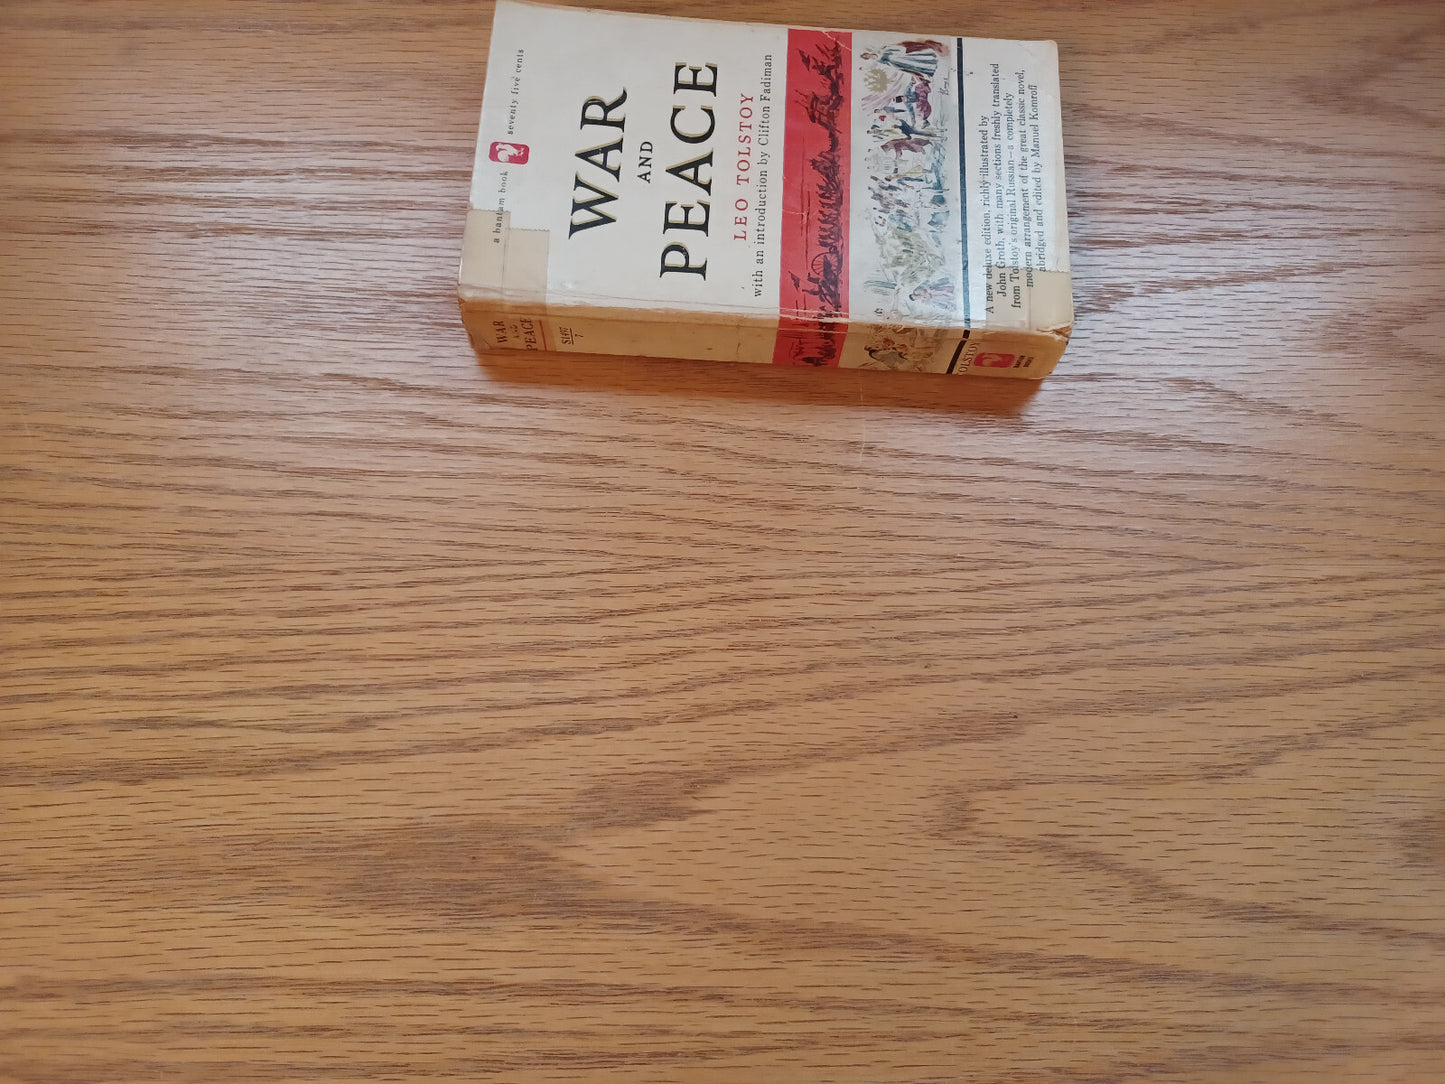 a bantam book seventy five cents
WAR
AND
PEACE
LEO TOLSTOY
with an introduction by Clifton Fadiman
A new deluxe edition, richly illustrated by
John Groth, with many sections freshly translated
from Tolstoy's original Russian—a completely
modern arrangement of the great classic novel,
abridged and edited by Manuel Komroff
WAR
AND
PEACE
TOLSTOY